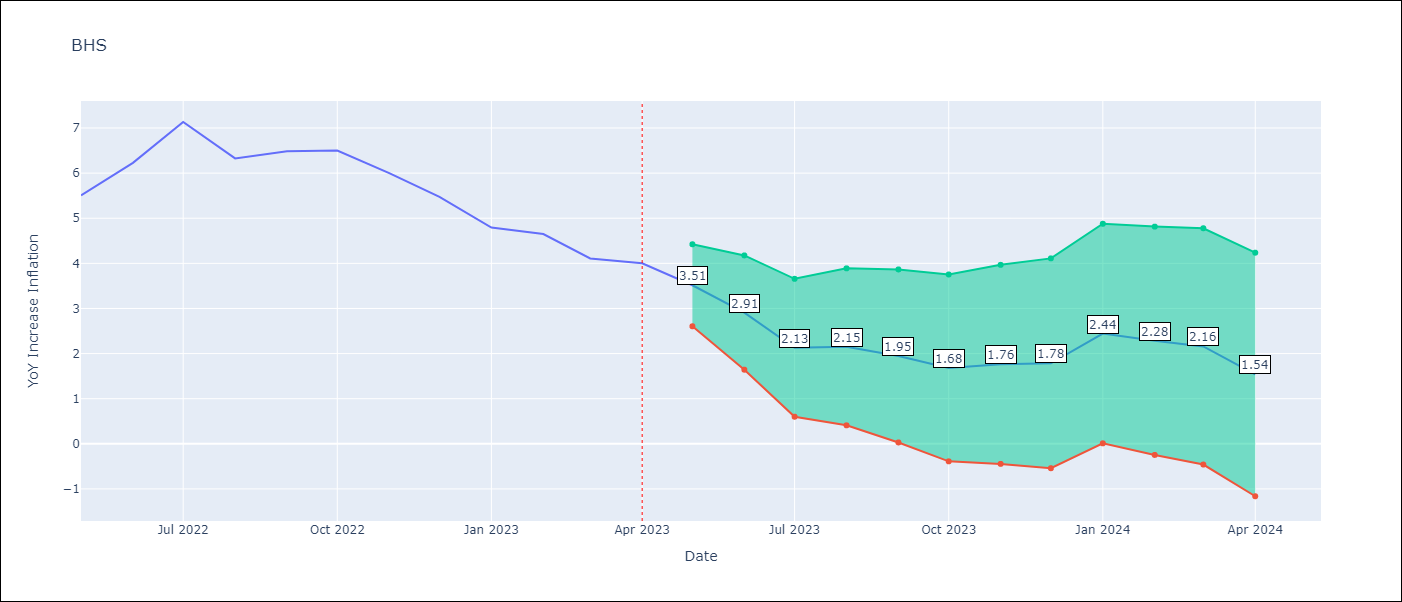 BHS
YoY Increase Inflation
7
6
5
4
3
2
1
0
−1
3.51
2.91
2.13
2.15
1.95
1.68
1.76
1.78
2.44
2.28
2.16
1.54
Jul 2022
Oct 2022
Jan 2023
Apr 2023
Jul 2023
Oct 2023
Jan 2024
Apr 2024
Date